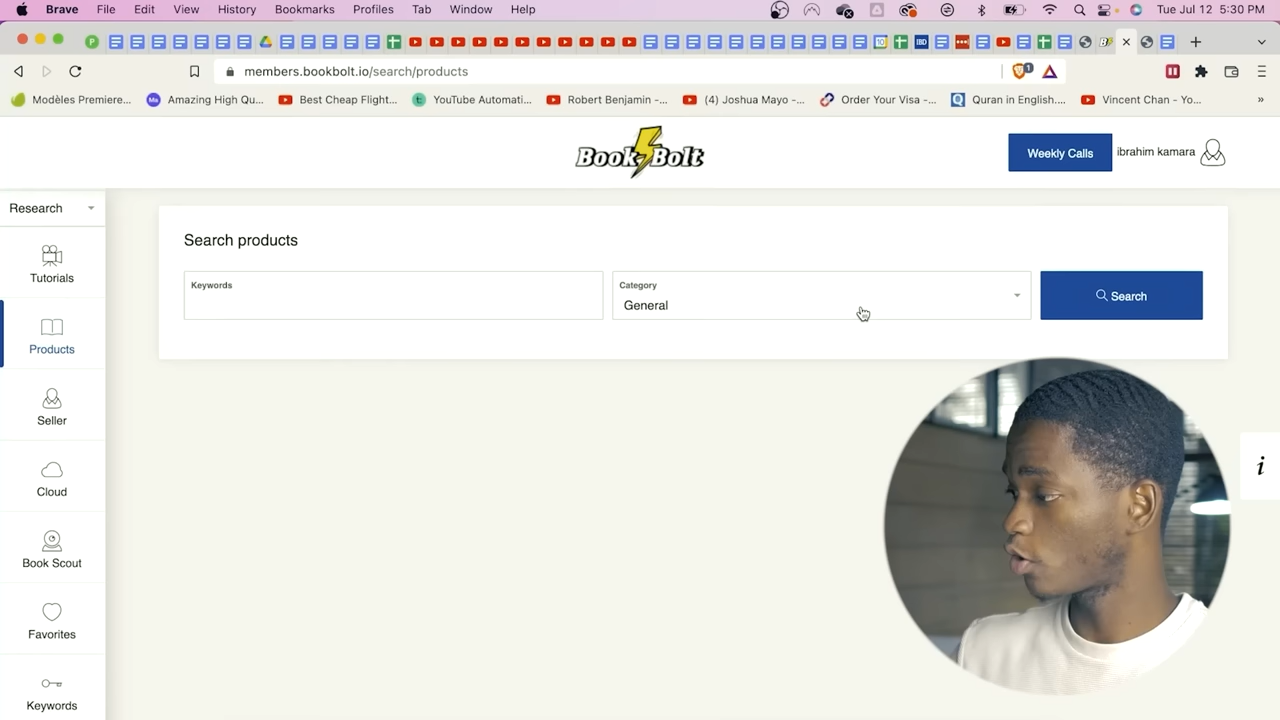 Brave File Edit View History Bookmarks Profiles Tab Window Help Tue Jul 12 5:30 PM
members.bookbolt.io/search/products 1
Modèles Premiere... Amazing High Qu... Best Cheap Flight... YouTube Automati... Robert Benjamin -... (4) Joshua Mayo -... Order Your Visa -... Quran in English.... Vincent Chan - Yo... »
Book Bolt
Weekly Calls ibrahim kamara
Research
Search products
Tutorials
Keywords
Category
General
Search
Products
Seller
i
Cloud
Book Scout
Favorites
Keywords